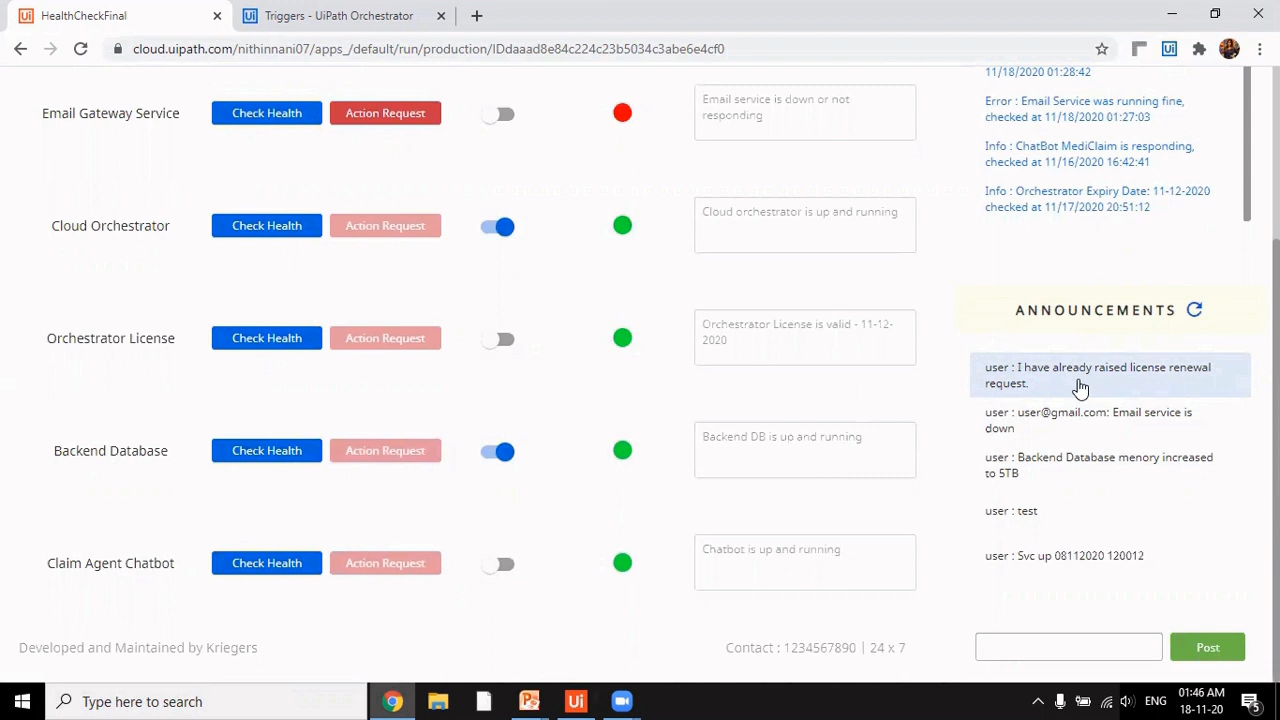 HealthCheckFinal
Triggers - UiPath Orchestrator
cloud.uipath.com/nithinnani07/apps_/default/run/production/IDdaaad8e84c224c23b5034c3abe6e4cf0
Email Gateway Service
Check Health
Action Request
Email service is down or not
responding
Cloud Orchestrator
Check Health
Action Request
Cloud orchestrator is up and running
Orchestrator License
Check Health
Action Request
Orchestrator License is valid - 11-12-
2020
Backend Database
Check Health
Action Request
Backend DB is up and running
Claim Agent Chatbot
Check Health
Action Request
Chatbot is up and running
11/18/2020 01:28:42
Error : Email Service was running fine,
checked at 11/18/2020 01:27:03
Info : ChatBot MediClaim is responding,
checked at 11/16/2020 16:42:41
Info : Orchestrator Expiry Date: 11-12-2020
checked at 11/17/2020 20:51:12
ANNOUNCEMENTS
user : I have already raised license renewal
request.
user : user@gmail.com: Email service is
down
user : Backend Database menory increased
to 5TB
user : test
user : Svc up 08112020 120012
Post
Developed and Maintained by Kriegers
Contact : 1234567890 | 24 x 7
Type here to search
ENG
01:46 AM
18-11-20
5